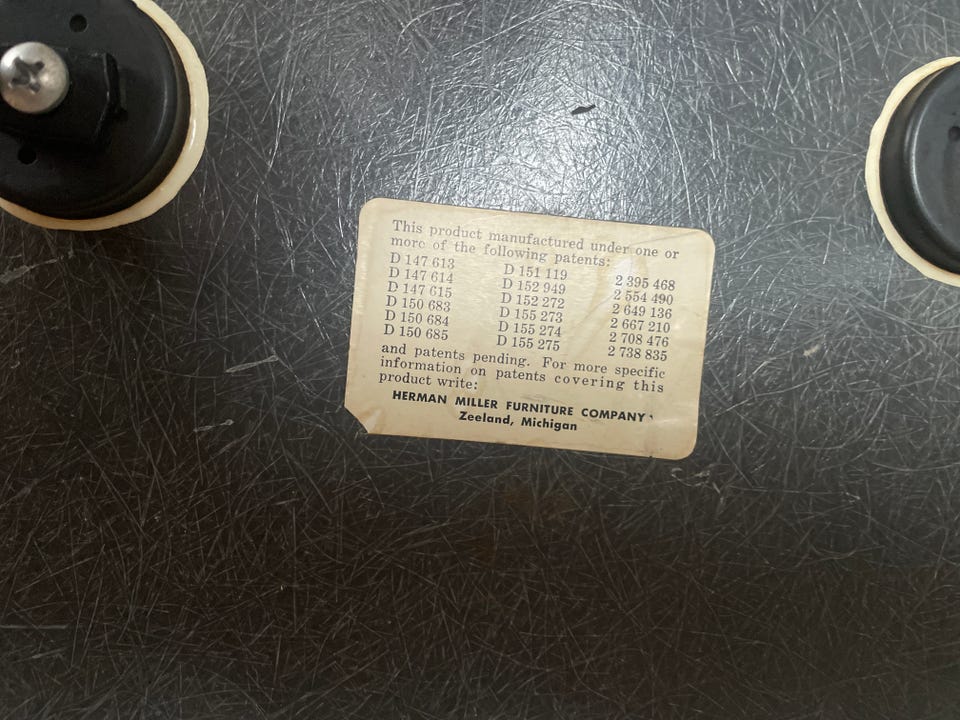 This product manufactured under one or
more of the following patents:
D 147 613 D 151 119 2 395 468
D 147 614 D 152 949 2 554 490
D 147 615 D 152 272 2 649 136
D 150 683 D 155 273 2 667 210
D 150 684 D 155 274 2 708 476
D 150 685 D 155 275 2 738 835
and patents pending. For more specific
information on patents covering this
product write:
HERMAN MILLER FURNITURE COMPANY
Zeeland, Michigan